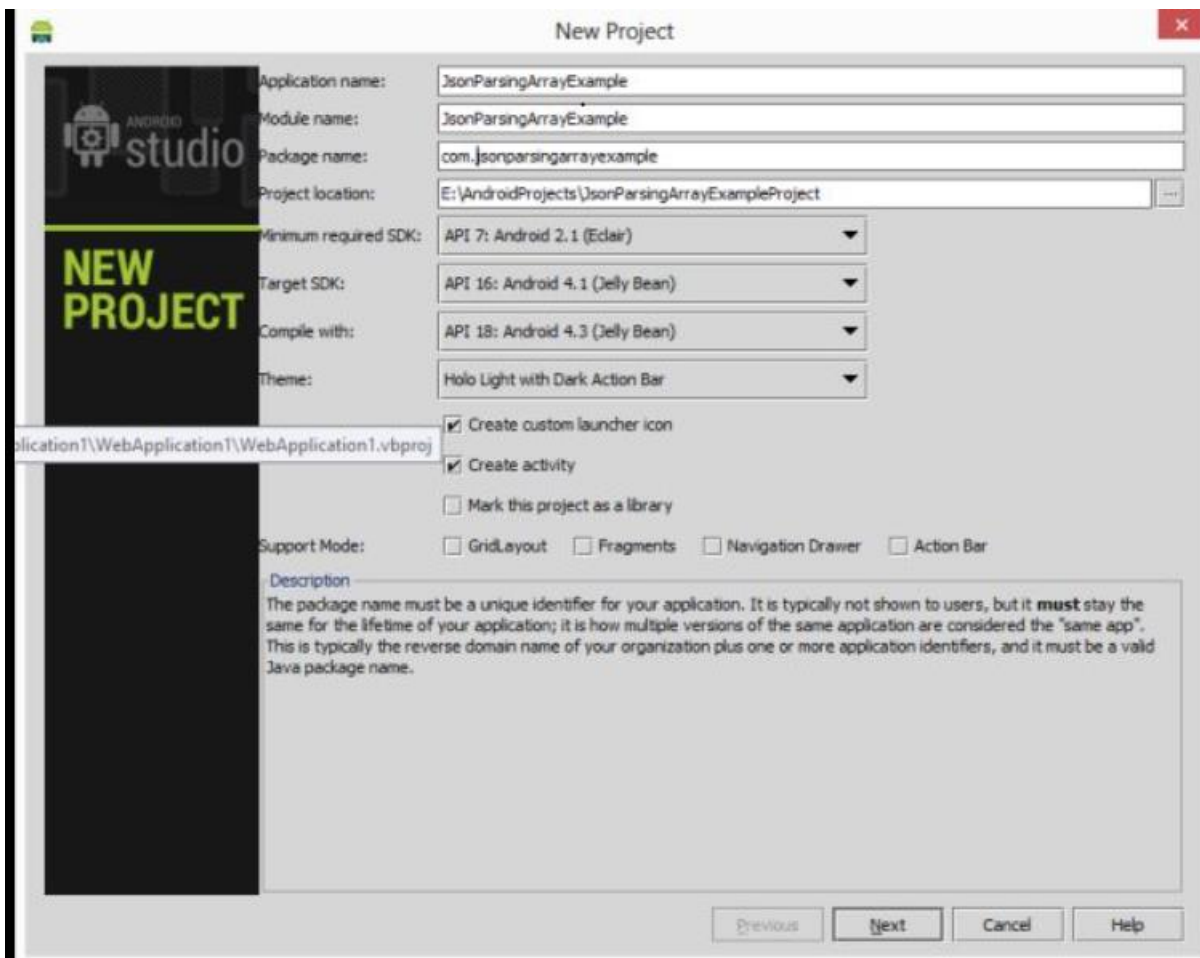 New Project
ANDROID
studio
NEW
PROJECT
Application name: JsonParsingArrayExample
Module name: JsonParsingArrayExample
Package name: com.jsonparsingarrayexample
Project location: E:\AndroidProjects\JsonParsingArrayExampleProject ...
Minimum required SDK: API 7: Android 2.1 (Eclair)
Target SDK: API 16: Android 4.1 (Jelly Bean)
Compile with: API 18: Android 4.3 (Jelly Bean)
Theme: Holo Light with Dark Action Bar
Create custom launcher icon
plication1\WebApplication1\WebApplication1.vbproj
Create activity
Mark this project as a library
Support Mode: GridLayout Fragments Navigation Drawer Action Bar
Description
The package name must be a unique identifier for your application. It is typically not shown to users, but it must stay the
same for the lifetime of your application; it is how multiple versions of the same application are considered the "same app".
This is typically the reverse domain name of your organization plus one or more application identifiers, and it must be a valid
Java package name.
Previous Next Cancel Help